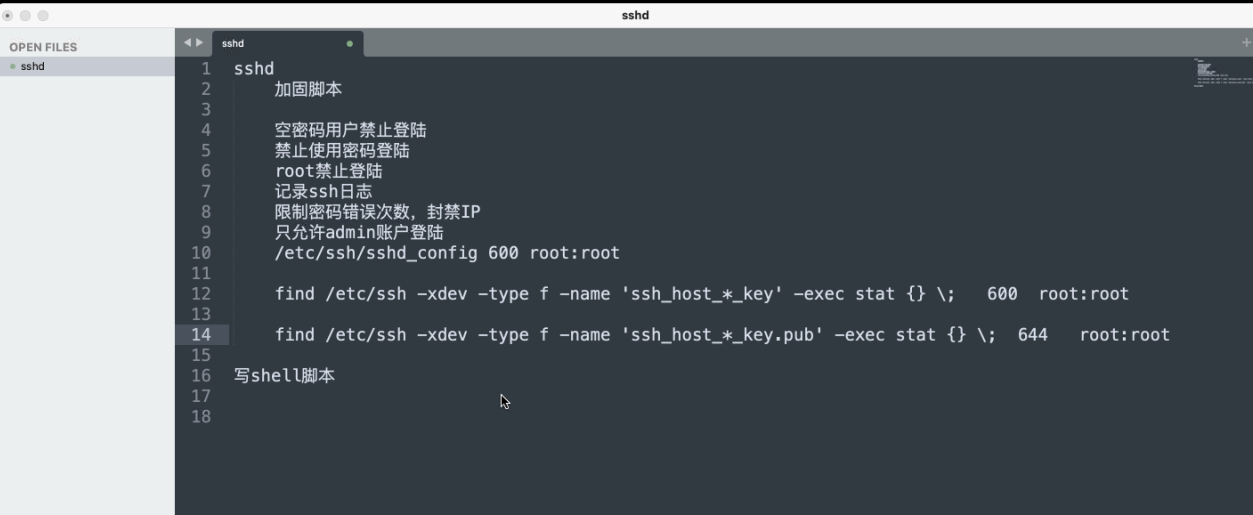 sshd
OPEN FILES
sshd
sshd
1 sshd
2 加固脚本
3
4 空密码用户禁止登陆
5 禁止使用密码登陆
6 root禁止登陆
7 记录ssh日志
8 限制密码错误次数，封禁IP
9 只允许admin账户登陆
10 /etc/ssh/sshd_config 600 root:root
11
12 find /etc/ssh -xdev -type f -name 'ssh_host_*_key' -exec stat {} \;   600  root:root
13
14 find /etc/ssh -xdev -type f -name 'ssh_host_*_key.pub' -exec stat {} \;  644   root:root
15
16 写shell脚本
17
18